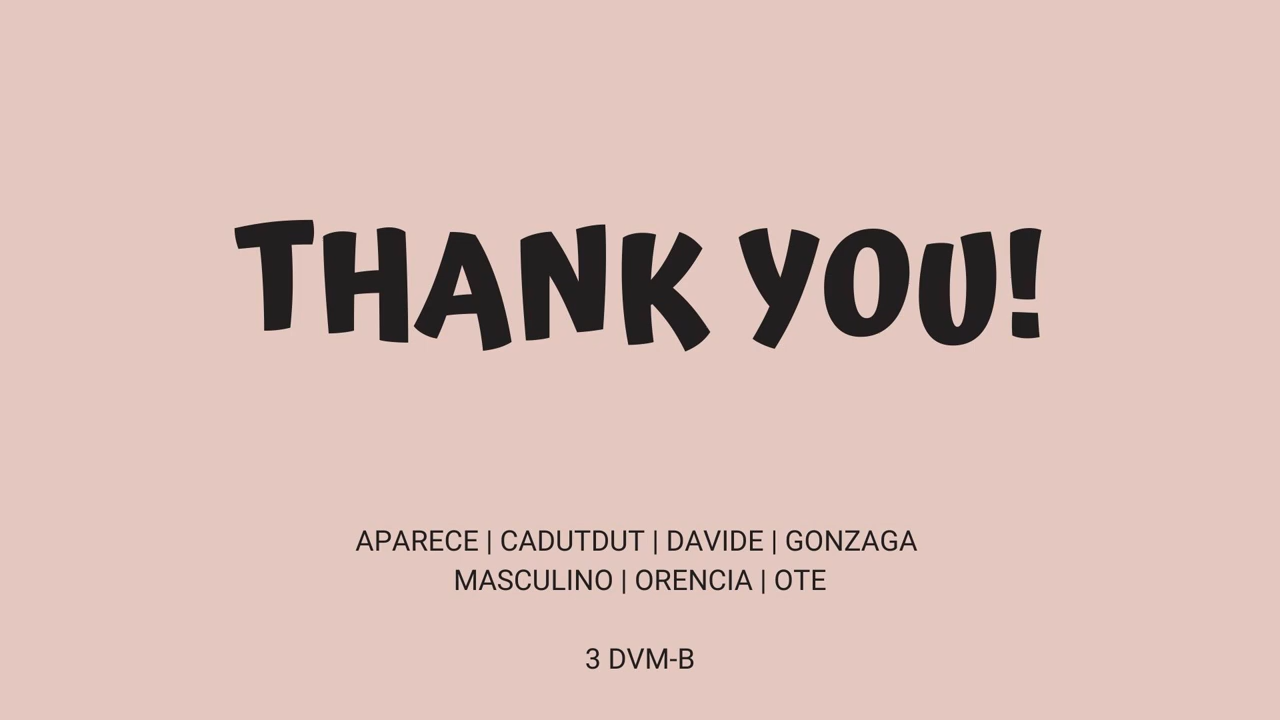 THANK YOU!
APARECE | CADUTDUT | DAVIDE | GONZAGA
MASCULINO | ORENCIA | OTE
3 DVM-B